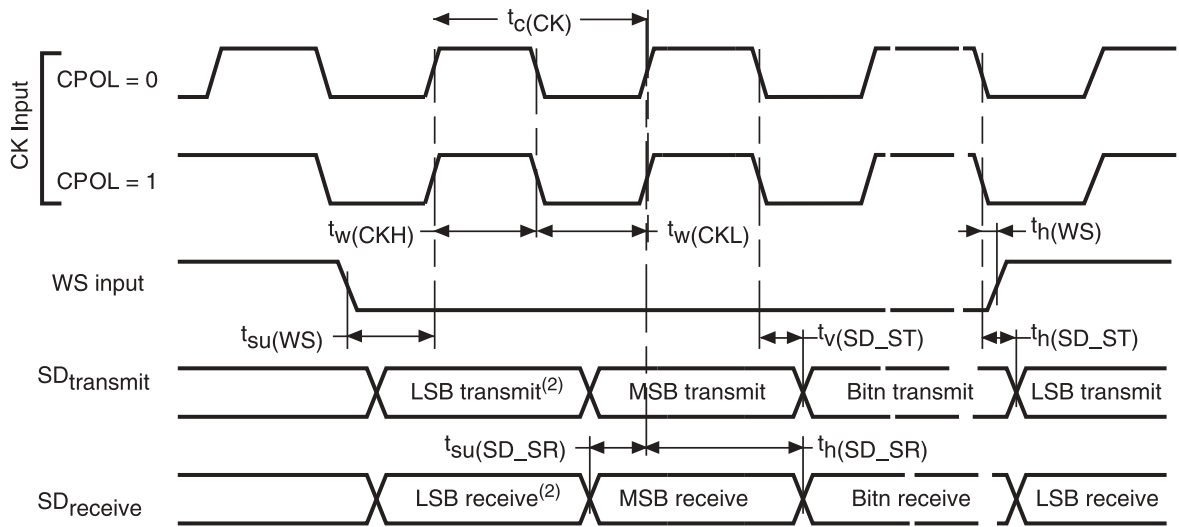 tc(CK)
CK Input
CPOL = 0
CPOL = 1
tw(CKH)
tw(CKL)
th(WS)
WS input
tsu(WS)
tv(SD_ST)
th(SD_ST)
SDtransmit
LSB transmit(2)
MSB transmit
Bitn transmit
LSB transmit
tsu(SD_SR)
th(SD_SR)
SDreceive
LSB receive(2)
MSB receive
Bitn receive
LSB receive